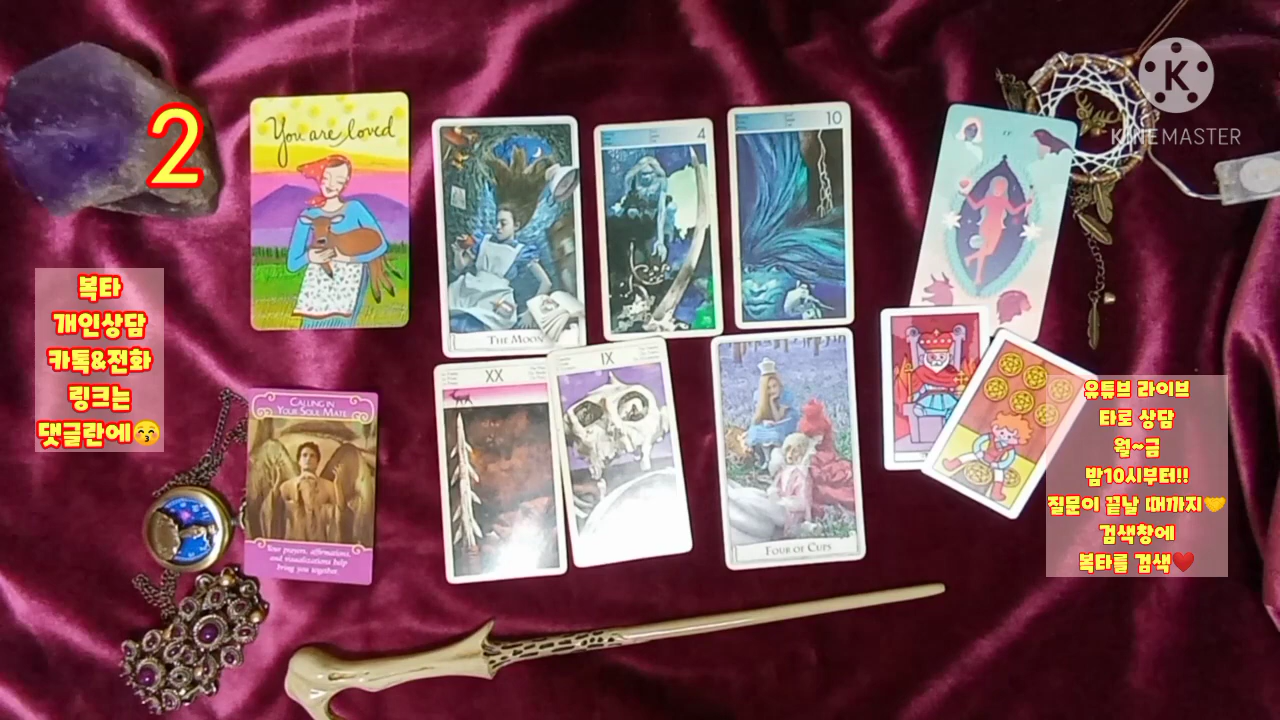 2
You are loved
THE MOON
4
10
KINEMASTER
복타
개인상담
카톡&전화
링크는
댓글란에😚
CALLING IN
YOUR SOUL MATE
Your prayers, affirmations,
and visualizations help
bring you together.
XX
IX
FOUR OF CUPS
유튜브 라이브
타로 상담
월~금
밤10시부터!!
질문이 끝날 때까지🤝
검색창에
복타를 검색❤️